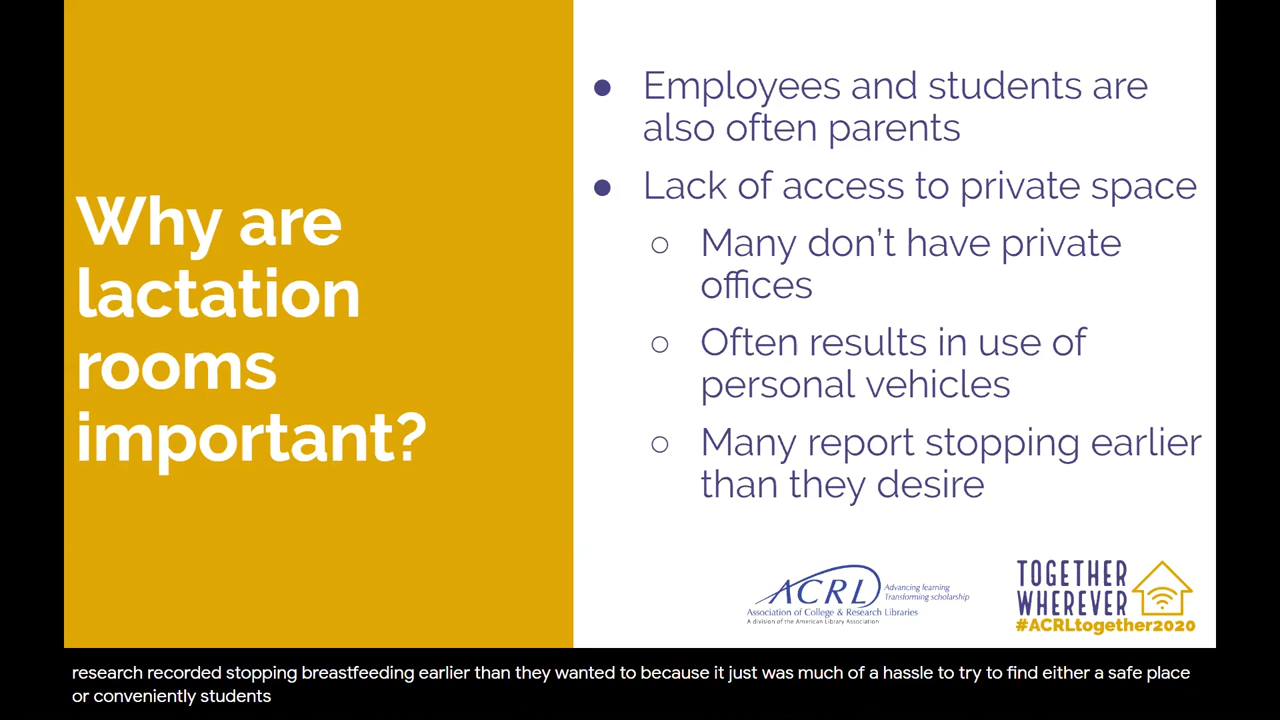 Why are
lactation
rooms
important?
● Employees and students are
also often parents
● Lack of access to private space
○ Many don't have private
offices
○ Often results in use of
personal vehicles
○ Many report stopping earlier
than they desire
ACRL
Advancing learning
Transforming scholarship
Association of College & Research Libraries
A division of the American Library Association
TOGETHER
WHEREVER
#ACRLtogether2020
research recorded stopping breastfeeding earlier than they wanted to because it just was much of a hassle to try to find either a safe place
or conveniently students